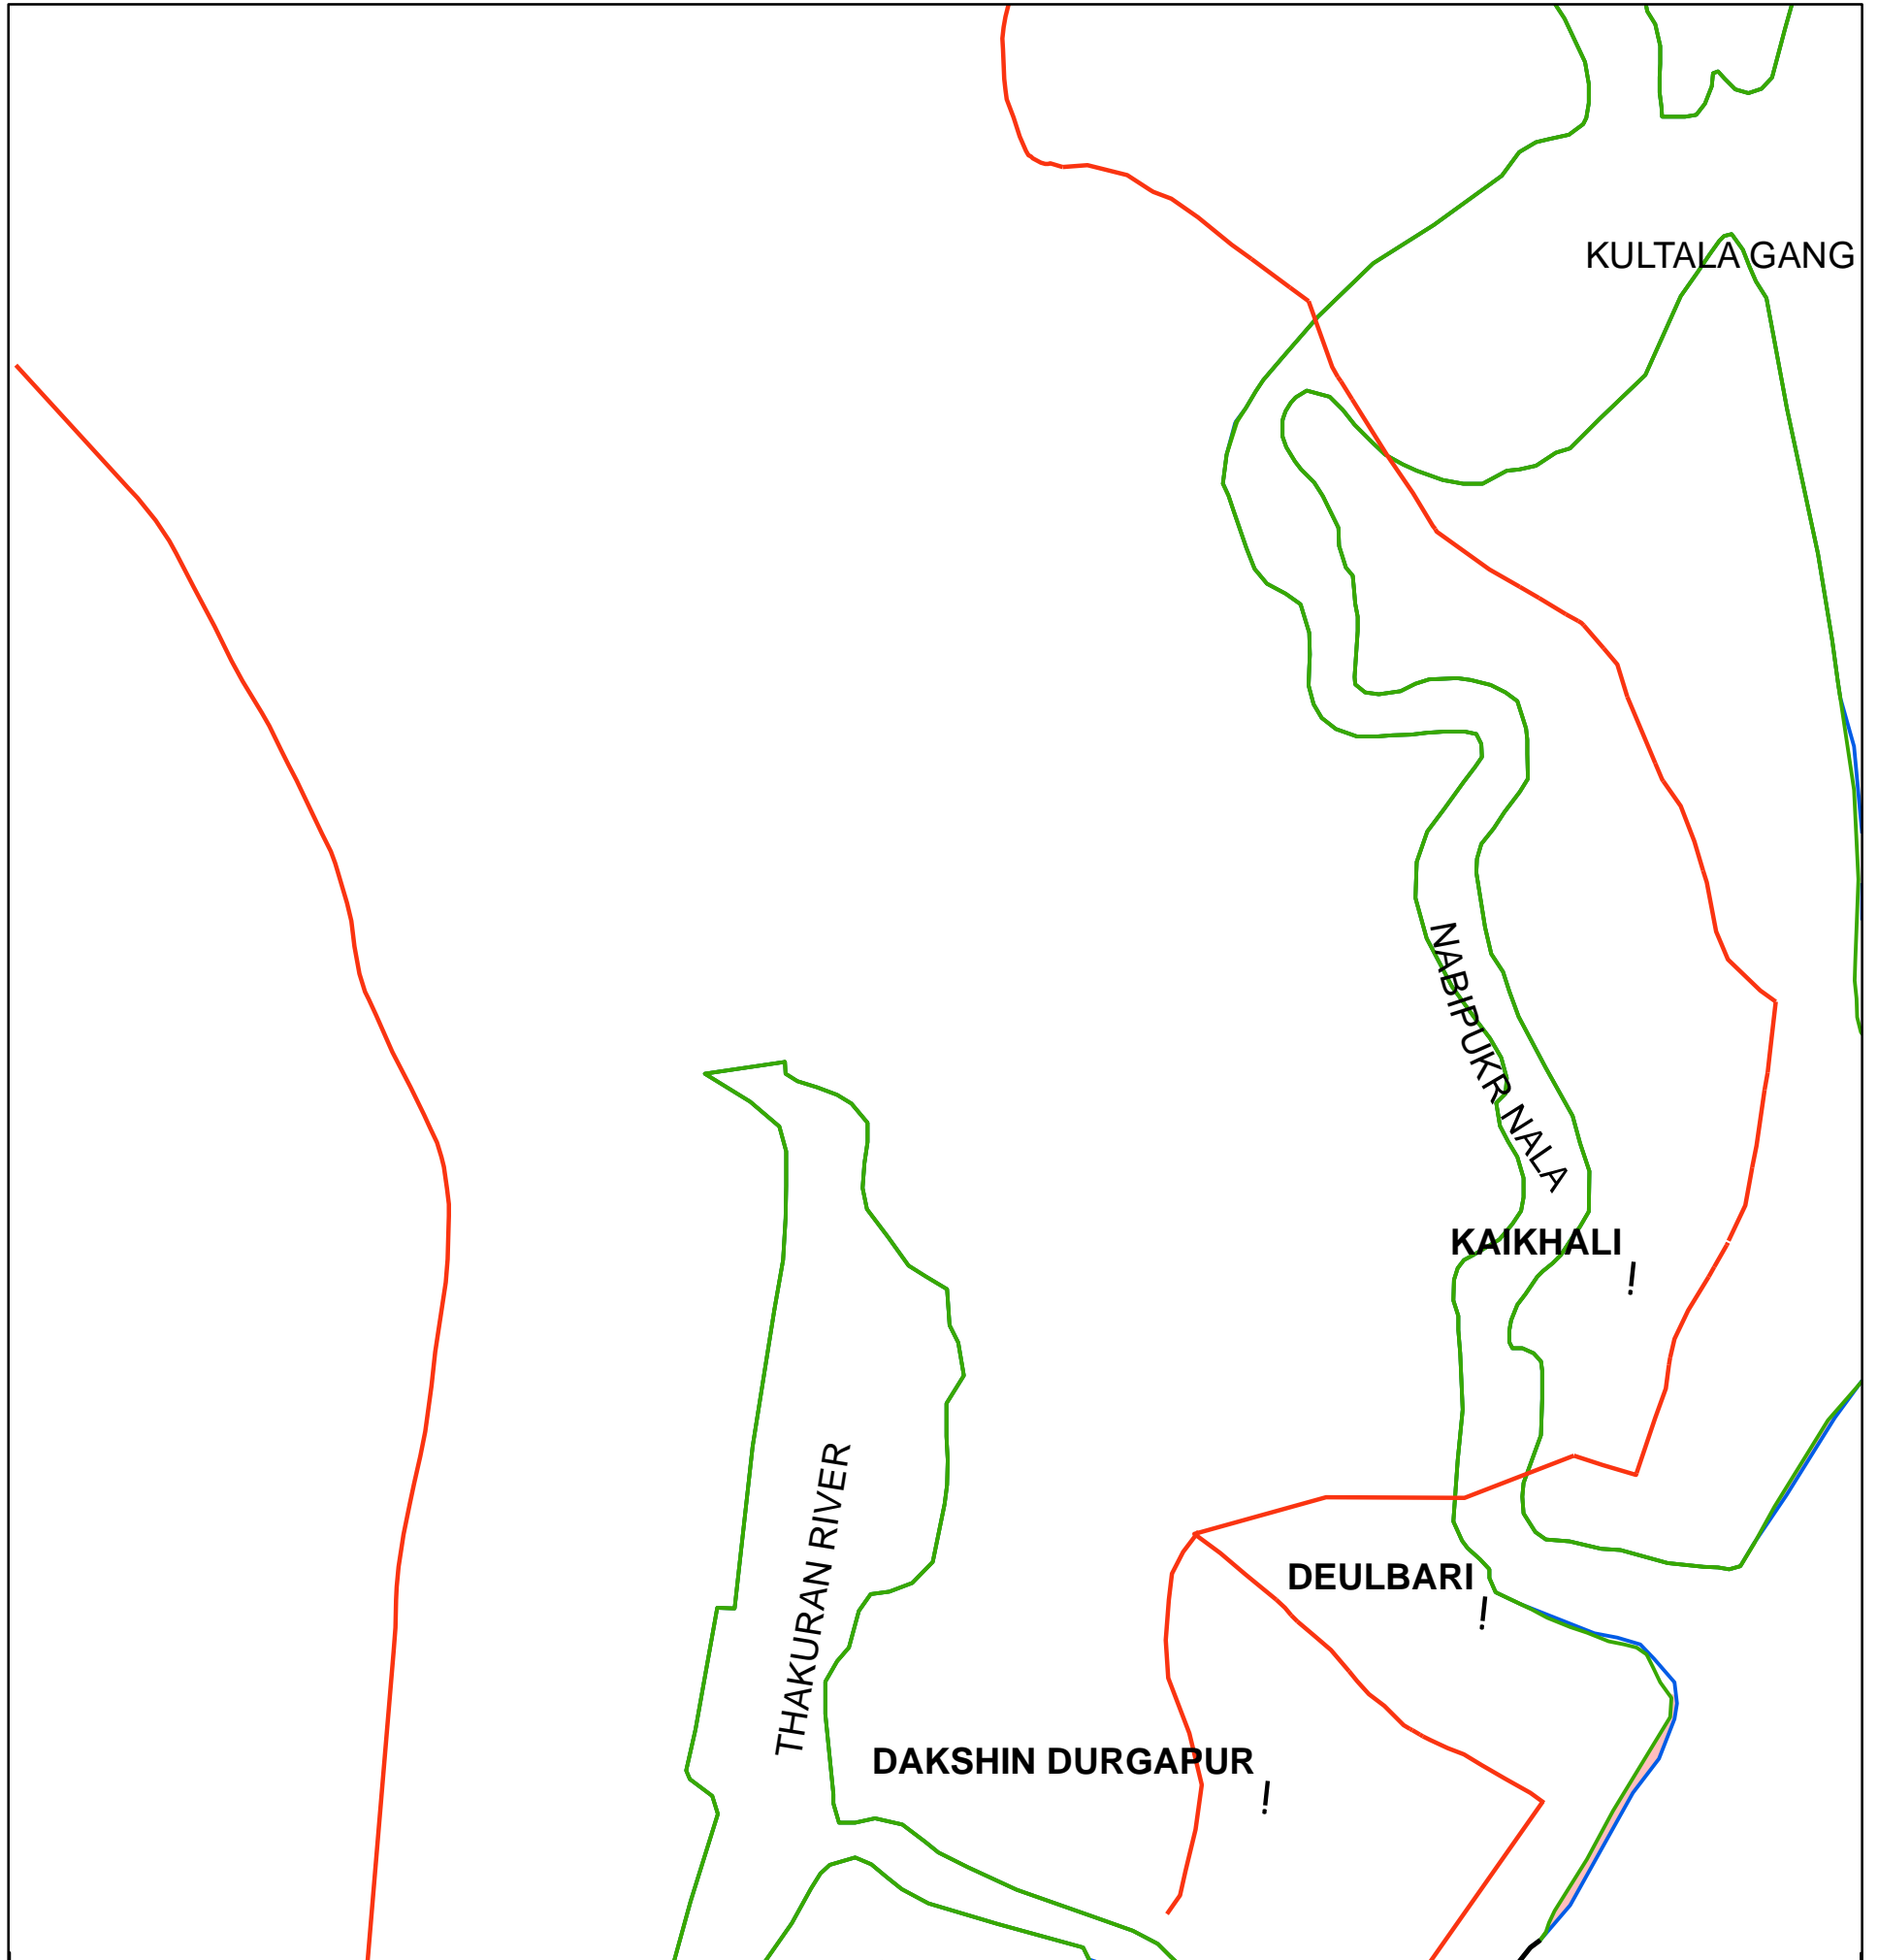 KULTALA GANG
NABIPUKR NALA
KAIKHALI
!
THAKURAN RIVER
DEULBARI
!
DAKSHIN DURGAPUR
!